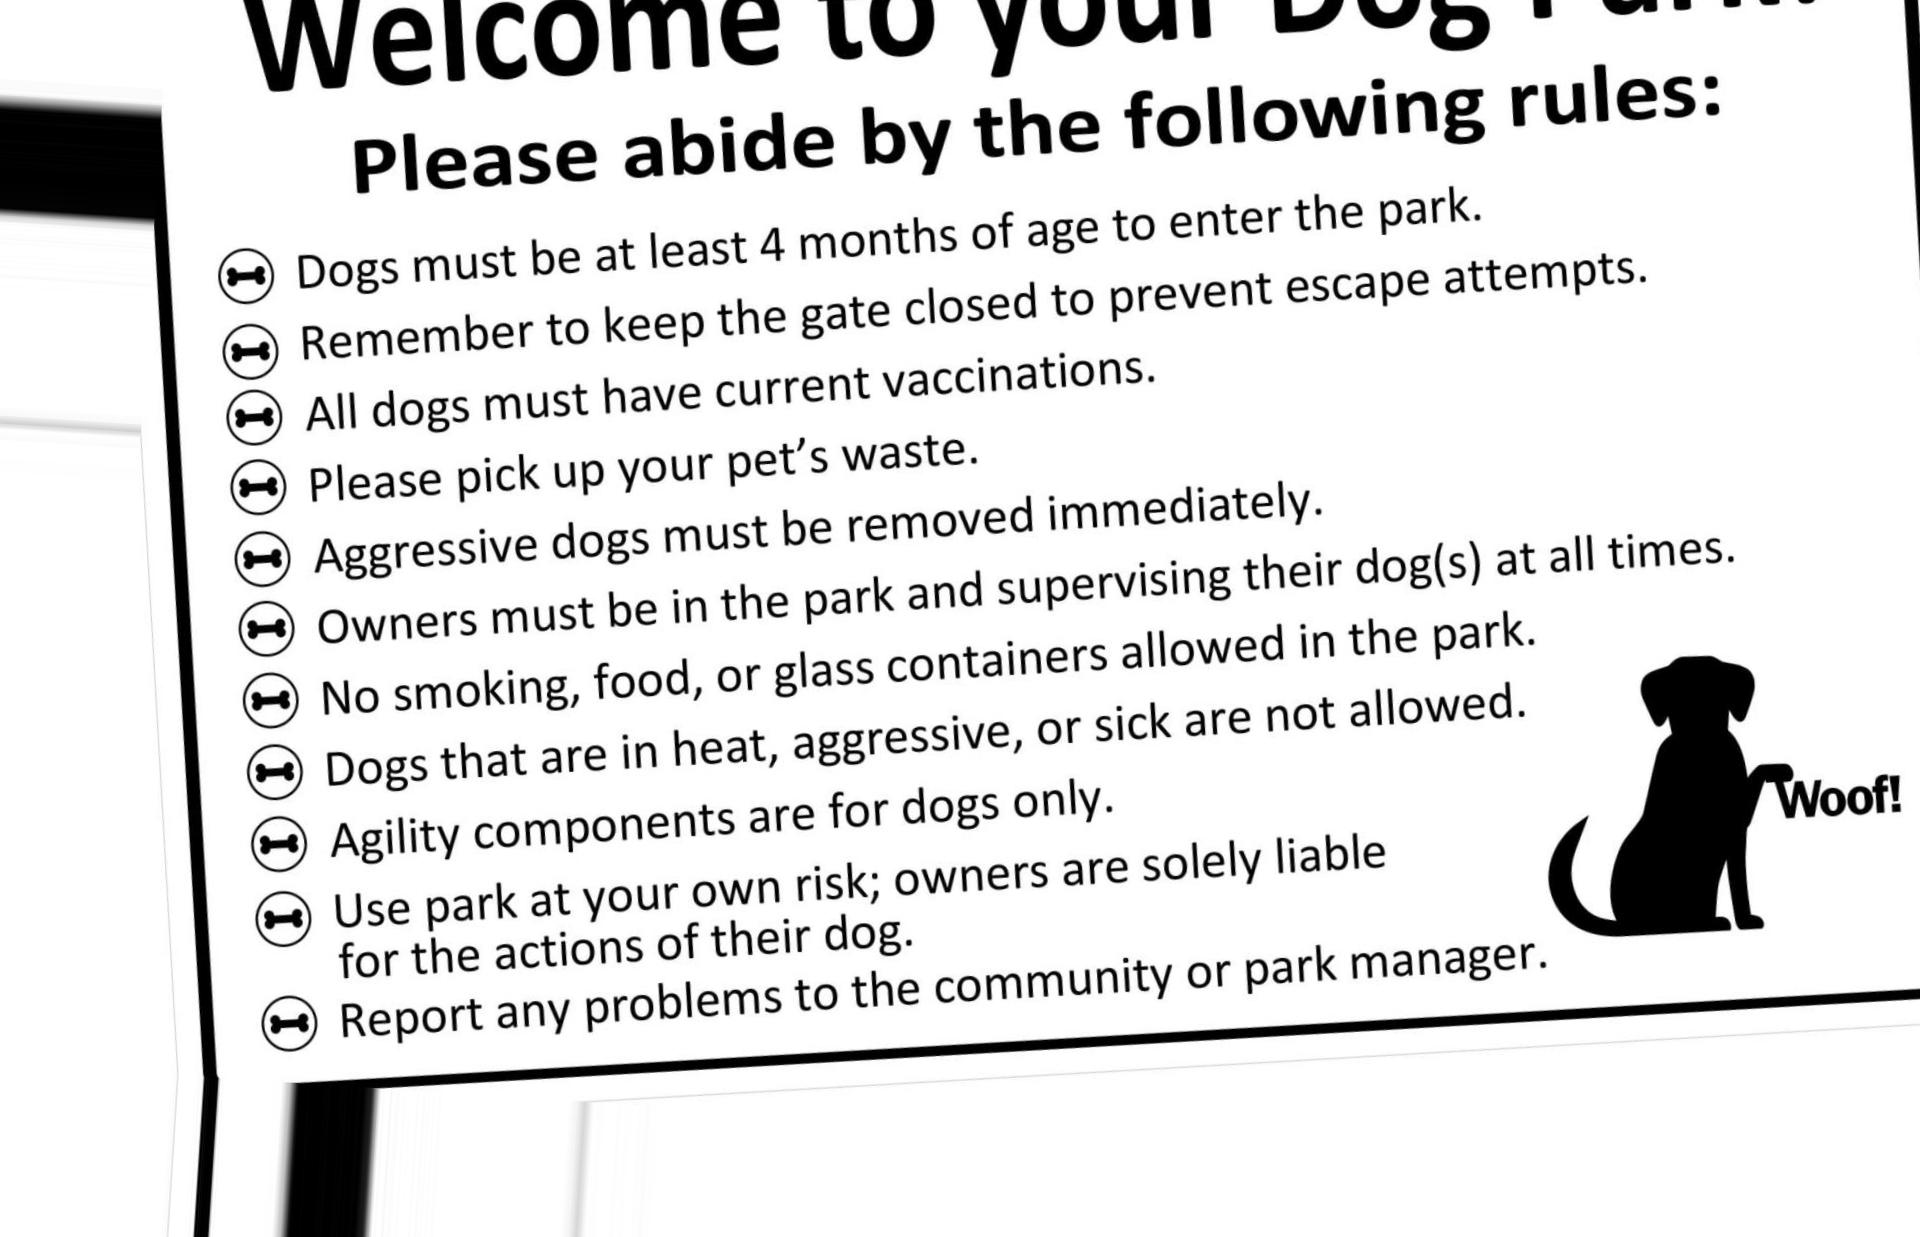 Welcome to your Dog Park!
Please abide by the following rules:
Dogs must be at least 4 months of age to enter the park.
Remember to keep the gate closed to prevent escape attempts.
All dogs must have current vaccinations.
Please pick up your pet’s waste.
Aggressive dogs must be removed immediately.
Owners must be in the park and supervising their dog(s) at all times.
No smoking, food, or glass containers allowed in the park.
Dogs that are in heat, aggressive, or sick are not allowed.
Agility components are for dogs only.
Use park at your own risk; owners are solely liable
for the actions of their dog.
Report any problems to the community or park manager.
Woof!